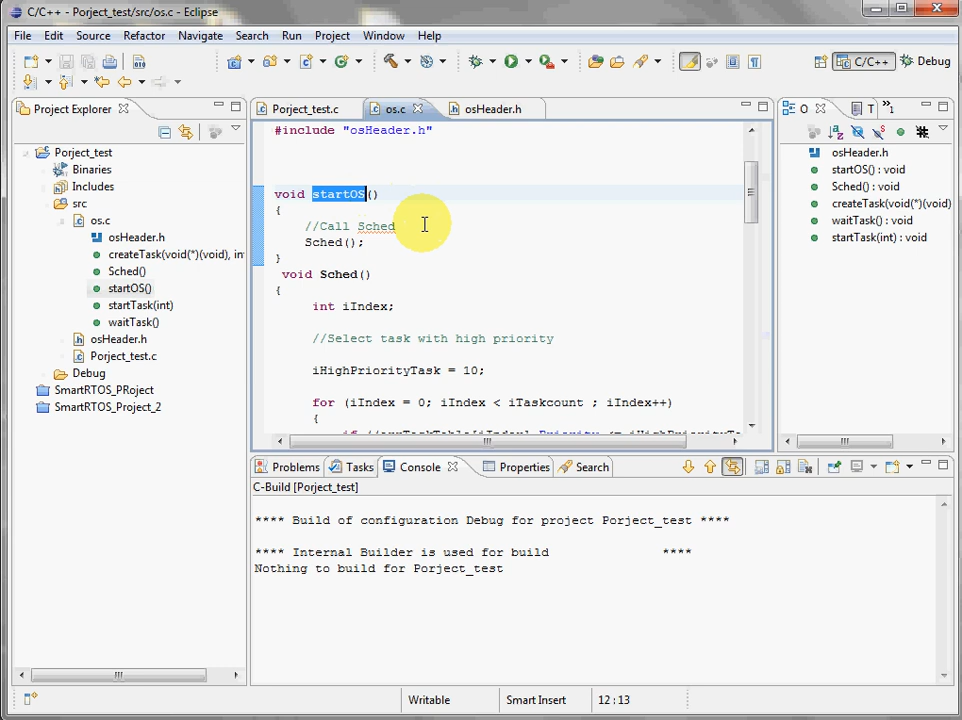 C/C++ - Porject_test/src/os.c - Eclipse
File Edit Source Refactor Navigate Search Run Project Window Help
C/C++ Debug
Project Explorer
Porject_test
Binaries
Includes
src
os.c
osHeader.h
createTask(void(*)(void), in
Sched()
startOS()
startTask(int)
waitTask()
osHeader.h
Porject_test.c
Debug
SmartRTOS_PRoject
SmartRTOS_Project_2
Porject_test.c os.c osHeader.h
#include "osHeader.h"
void startOS()
{
//Call Sched
Sched();
}
void Sched()
{
int iIndex;
//Select task with high priority
iHighPriorityTask = 10;
for (iIndex = 0; iIndex < iTaskcount ; iIndex++)
{
O T »1
osHeader.h
startOS() : void
Sched() : void
createTask(void(*)(void)
waitTask() : void
startTask(int) : void
Problems Tasks Console Properties Search
C-Build [Porject_test]
**** Build of configuration Debug for project Porject_test ****
**** Internal Builder is used for build ****
Nothing to build for Porject_test
Writable Smart Insert 12:13